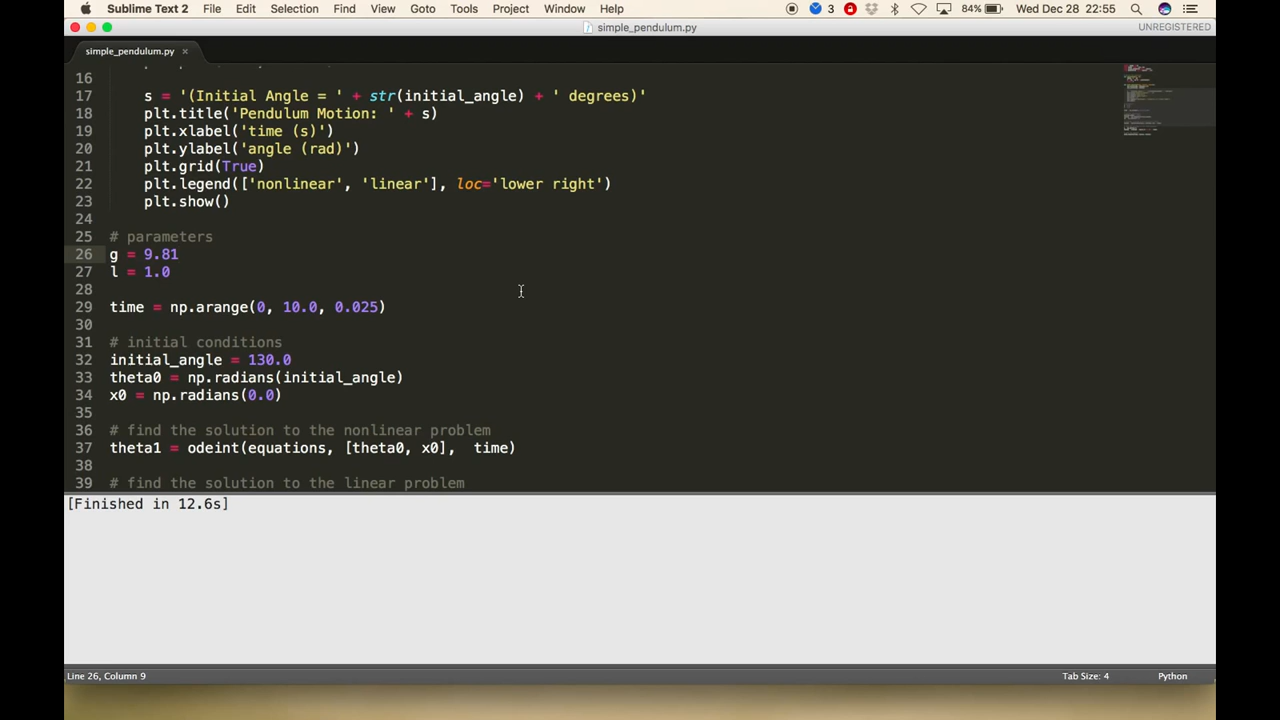 Sublime Text 2 File Edit Selection Find View Goto Tools Project Window Help 3 84% Wed Dec 28 22:55
simple_pendulum.py UNREGISTERED
simple_pendulum.py ×
16
17 s = '(Initial Angle = ' + str(initial_angle) + ' degrees)'
18 plt.title('Pendulum Motion: ' + s)
19 plt.xlabel('time (s)')
20 plt.ylabel('angle (rad)')
21 plt.grid(True)
22 plt.legend(['nonlinear', 'linear'], loc='lower right')
23 plt.show()
24
25 # parameters
26 g = 9.81
27 l = 1.0
28
29 time = np.arange(0, 10.0, 0.025)
30
31 # initial conditions
32 initial_angle = 130.0
33 theta0 = np.radians(initial_angle)
34 x0 = np.radians(0.0)
35
36 # find the solution to the nonlinear problem
37 theta1 = odeint(equations, [theta0, x0],  time)
38
39 # find the solution to the linear problem
[Finished in 12.6s]
Line 26, Column 9 Tab Size: 4 Python